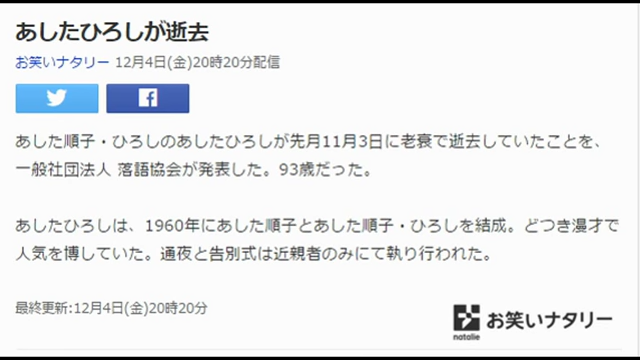 あしたひろしが逝去
お笑いナタリー 12月4日(金)20時20分配信
あした順子・ひろしのあしたひろしが先月11月3日に老衰で逝去していたことを、
一般社団法人 落語協会が発表した。93歳だった。
あしたひろしは、1960年にあした順子とあした順子・ひろしを結成。どつき漫才で
人気を博していた。通夜と告別式は近親者のみにて執り行われた。
最終更新:12月4日(金)20時20分
natalie お笑いナタリー